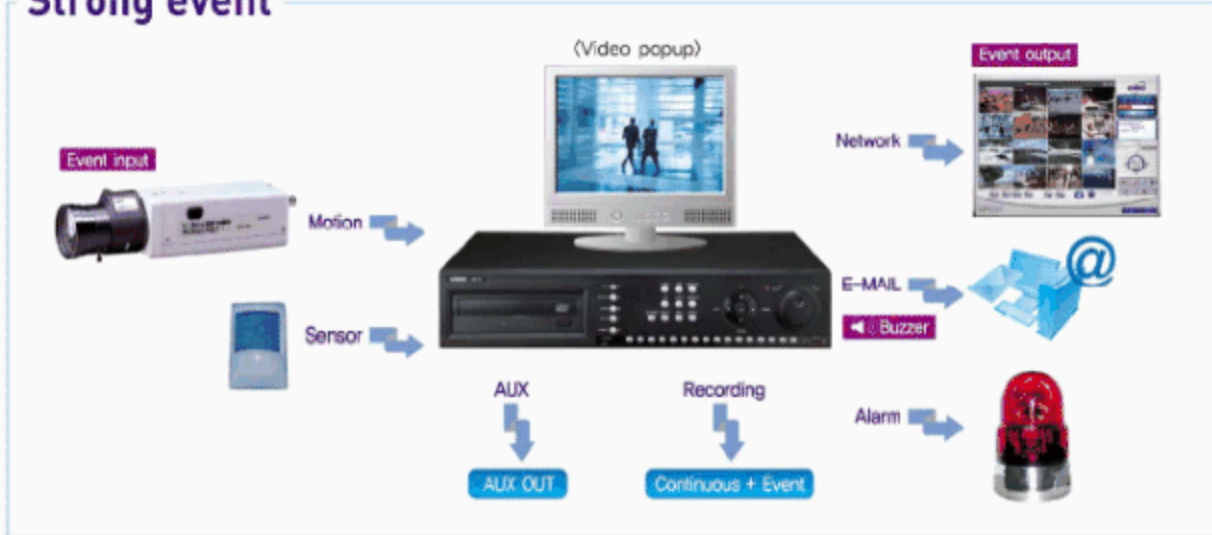 Strong event
〈Video popup〉
Event output
Network
Event input
Motion
E-MAIL
Buzzer
Sensor
AUX
Recording
Alarm
AUX OUT
Continuous + Event
@